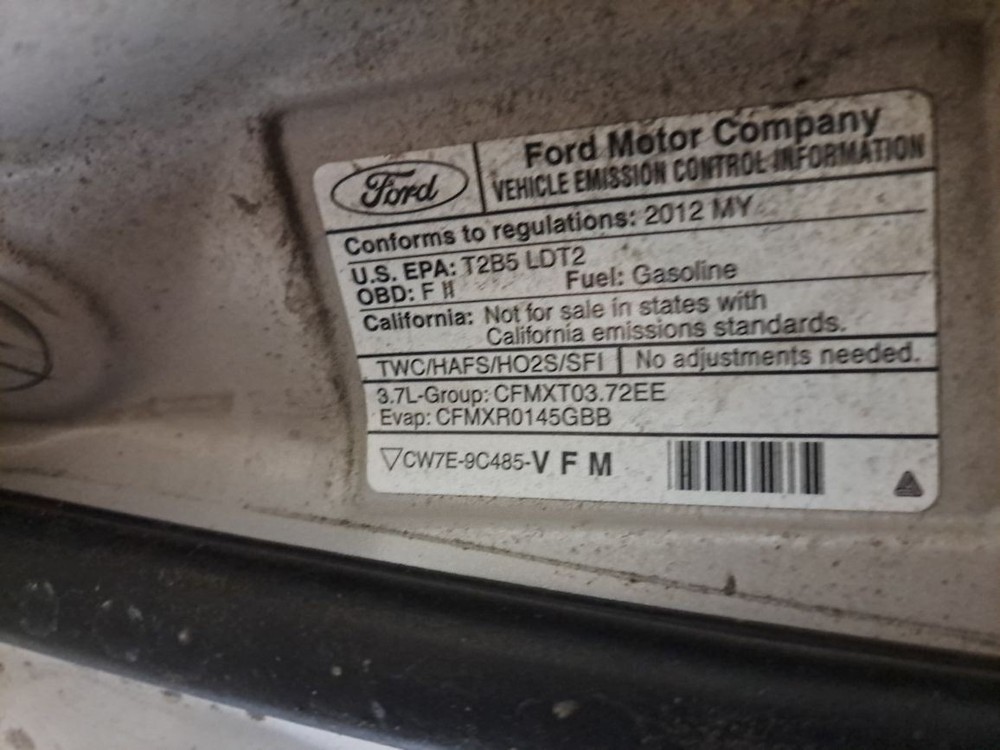 Ford
Ford Motor Company
VEHICLE EMISSION CONTROL INFORMATION
Conforms to regulations: 2012 MY
U.S. EPA: T2B5 LDT2
OBD: F II Fuel: Gasoline
California: Not for sale in states with
California emissions standards.
TWC/HAFS/HO2S/SFI No adjustments needed.
3.7L-Group: CFMXT03.72EE
Evap: CFMXR0145GBB
▽CW7E-9C485-V F M